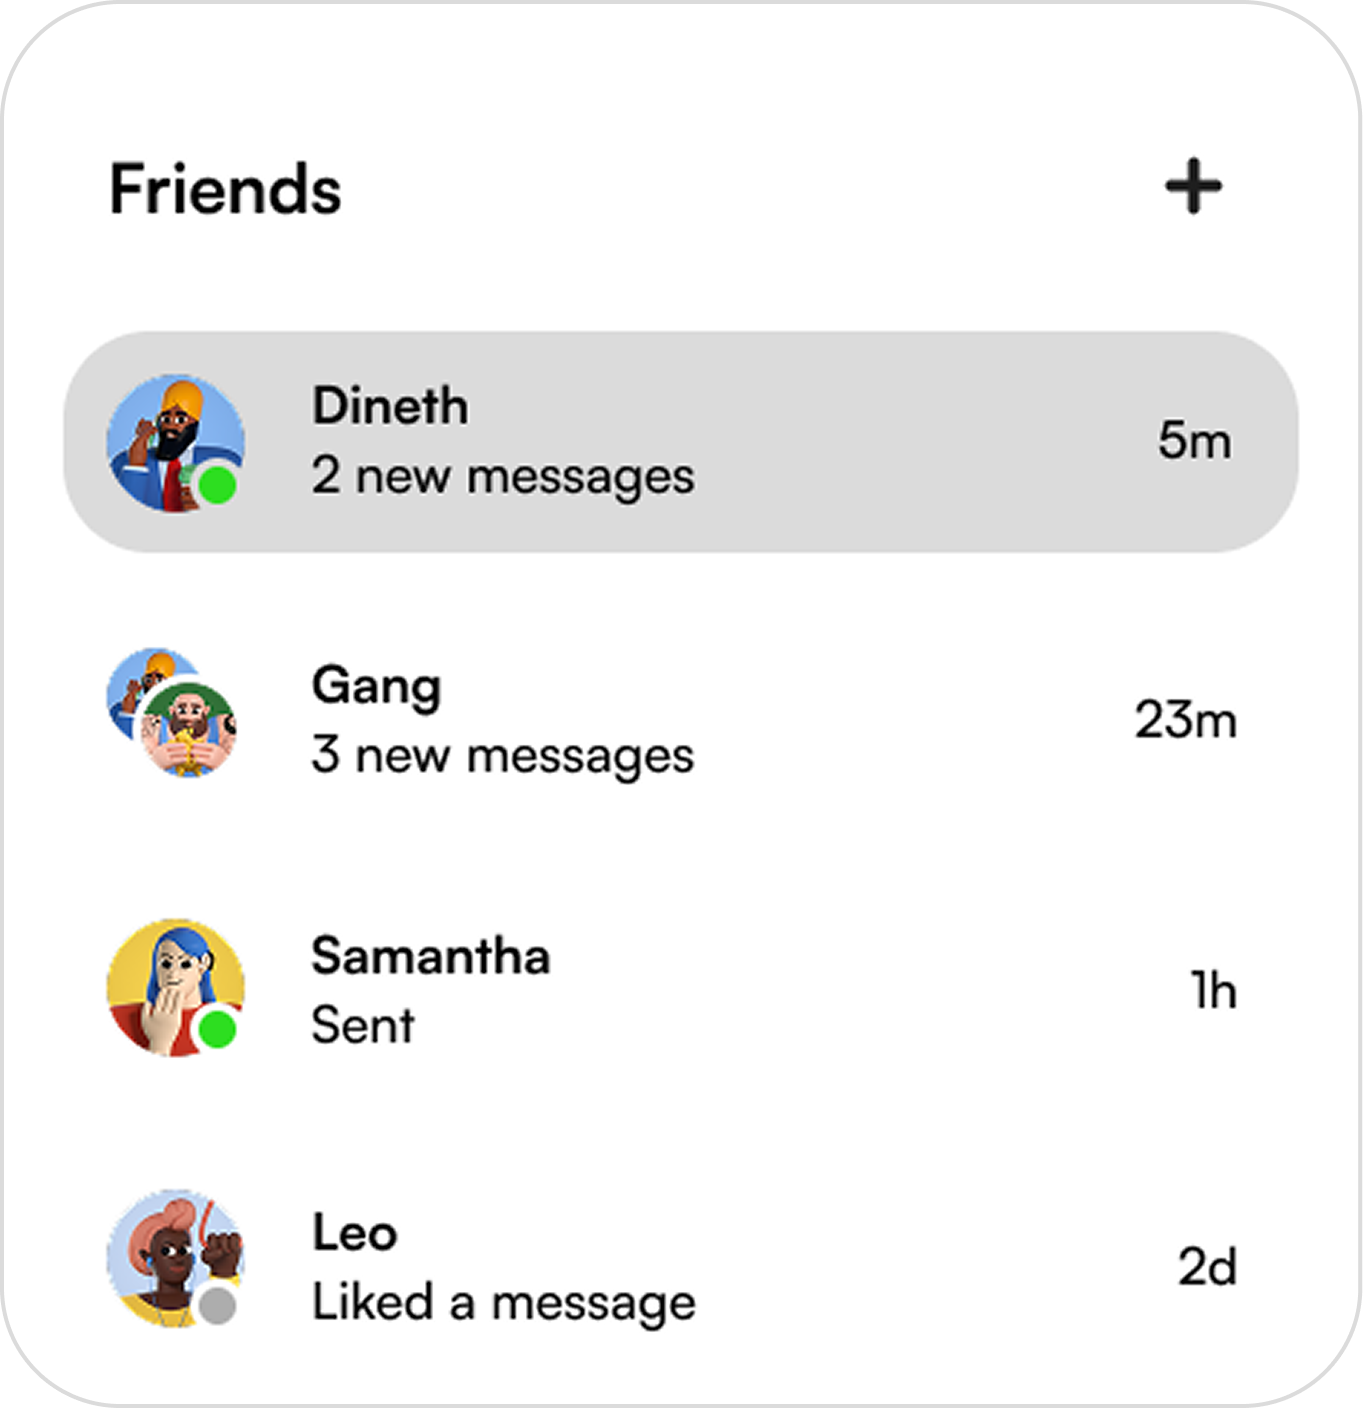 Friends
Dineth
2 new messages
5m
Gang
3 new messages
23m
Samantha
Sent
1h
Leo
Liked a message
2d